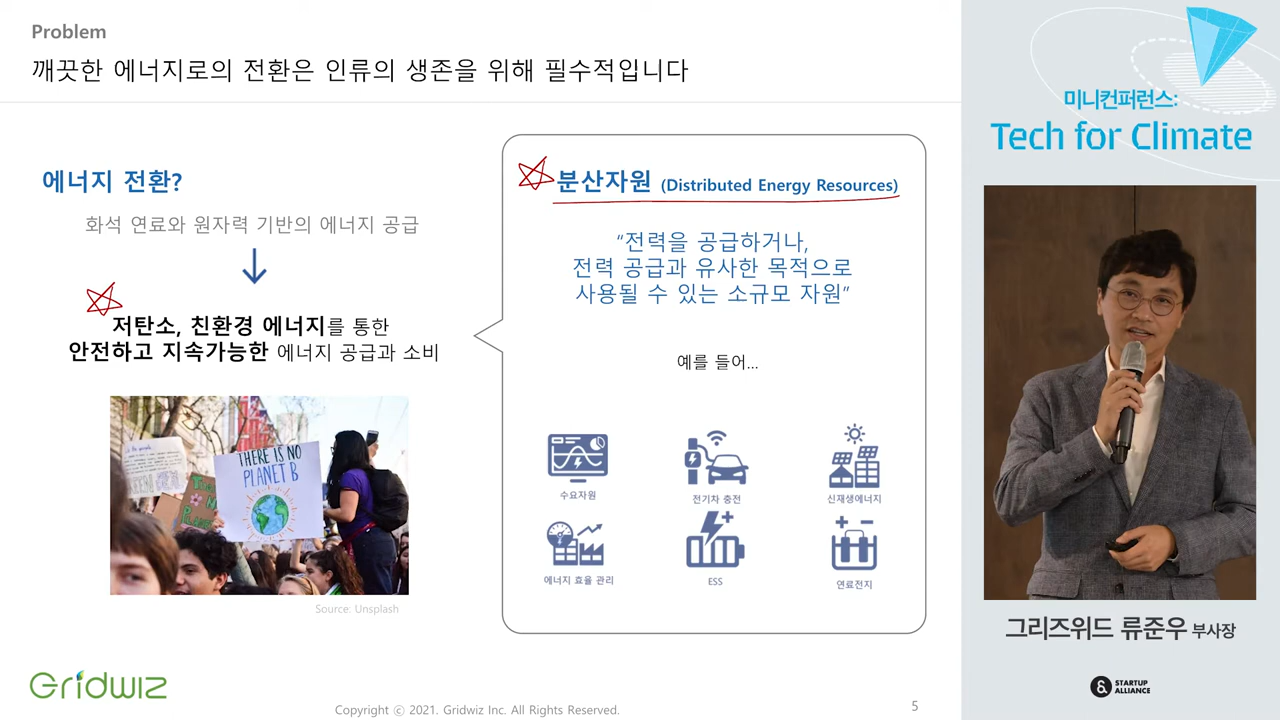 Problem
깨끗한 에너지로의 전환은 인류의 생존을 위해 필수적입니다
에너지 전환?
화석 연료와 원자력 기반의 에너지 공급
저탄소, 친환경 에너지를 통한
안전하고 지속가능한 에너지 공급과 소비
THERE IS NO
PLANET B
Source: Unsplash
분산자원 (Distributed Energy Resources)
“전력을 공급하거나,
전력 공급과 유사한 목적으로
사용될 수 있는 소규모 자원”
예를 들어...
수요자원
전기차 충전
신재생에너지
에너지 효율 관리
ESS
연료전지
Gridwiz
Copyright ⓒ 2021. Gridwiz Inc. All Rights Reserved.
5
미니컨퍼런스:
Tech for Climate
그리즈위드 류준우 부사장
STARTUP
ALLIANCE